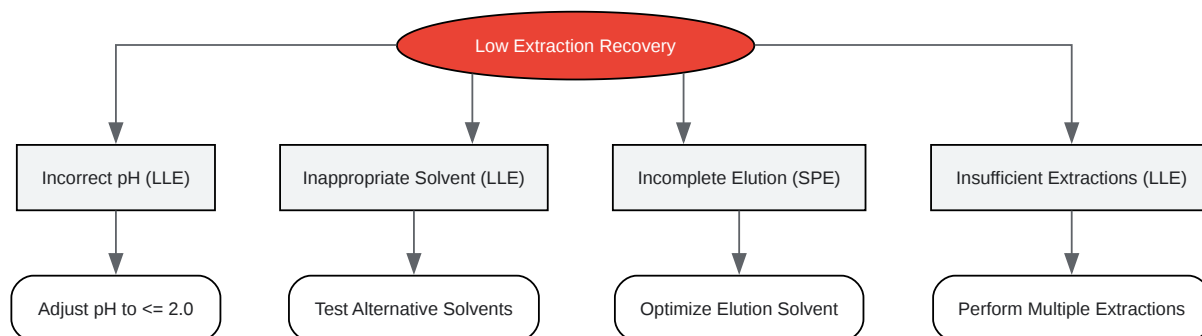 Low Extraction Recovery
Incorrect pH (LLE)
Inappropriate Solvent (LLE)
Incomplete Elution (SPE)
Insufficient Extractions (LLE)
Adjust pH to <= 2.0
Test Alternative Solvents
Optimize Elution Solvent
Perform Multiple Extractions